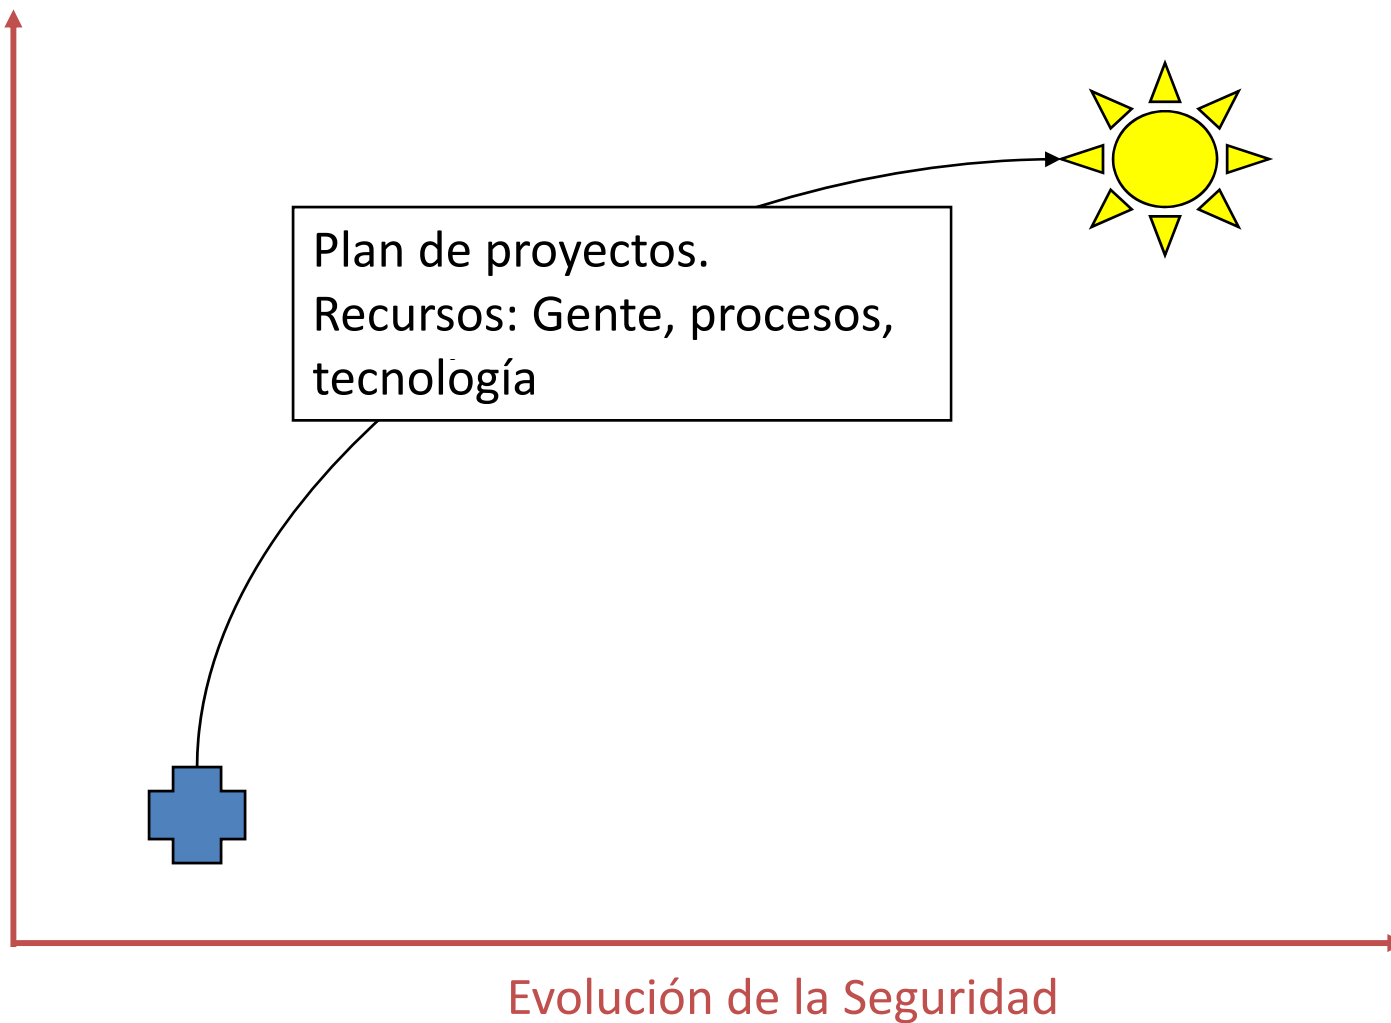 Plan de proyectos.
Recursos: Gente, procesos,
tecnología
Evolución de la Seguridad